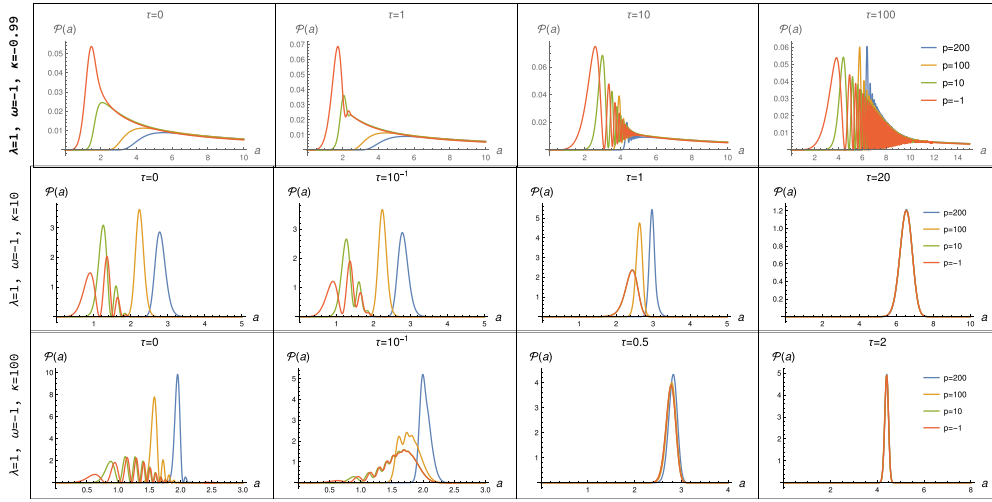 λ=1, ω=-1, κ=-0.99
τ=0
𝒫(a)
0.05
0.04
0.03
0.02
0.01
2 4 6 8 10 a
τ=1
𝒫(a)
0.07
0.06
0.05
0.04
0.03
0.02
0.01
2 4 6 8 10 a
τ=10
𝒫(a)
0.08
0.06
0.04
0.02
2 4 6 8 10 a
τ=100
𝒫(a)
0.06
0.05
0.04
0.03
0.02
0.01
2 4 6 8 10 12 14 a
p=200
p=100
p=10
p=-1
λ=1, ω=-1, κ=10
τ=0
𝒫(a)
3
2
1
1 2 3 4 5 a
τ=10⁻¹
𝒫(a)
3
2
1
1 2 3 4 5 a
τ=1
𝒫(a)
5
4
3
2
1
1 2 3 4 5 a
τ=20
𝒫(a)
1.2
1.0
0.8
0.6
0.4
0.2
2 4 6 8 10 a
p=200
p=100
p=10
p=-1
λ=1, ω=-1, κ=100
τ=0
𝒫(a)
10
8
6
4
2
0.5 1.0 1.5 2.0 2.5 3.0 a
τ=10⁻¹
𝒫(a)
5
4
3
2
1
0.5 1.0 1.5 2.0 2.5 3.0 a
τ=0.5
𝒫(a)
4
3
2
1
1 2 3 4 a
τ=2
𝒫(a)
5
4
3
2
1
2 4 6 8 a
p=200
p=100
p=10
p=-1